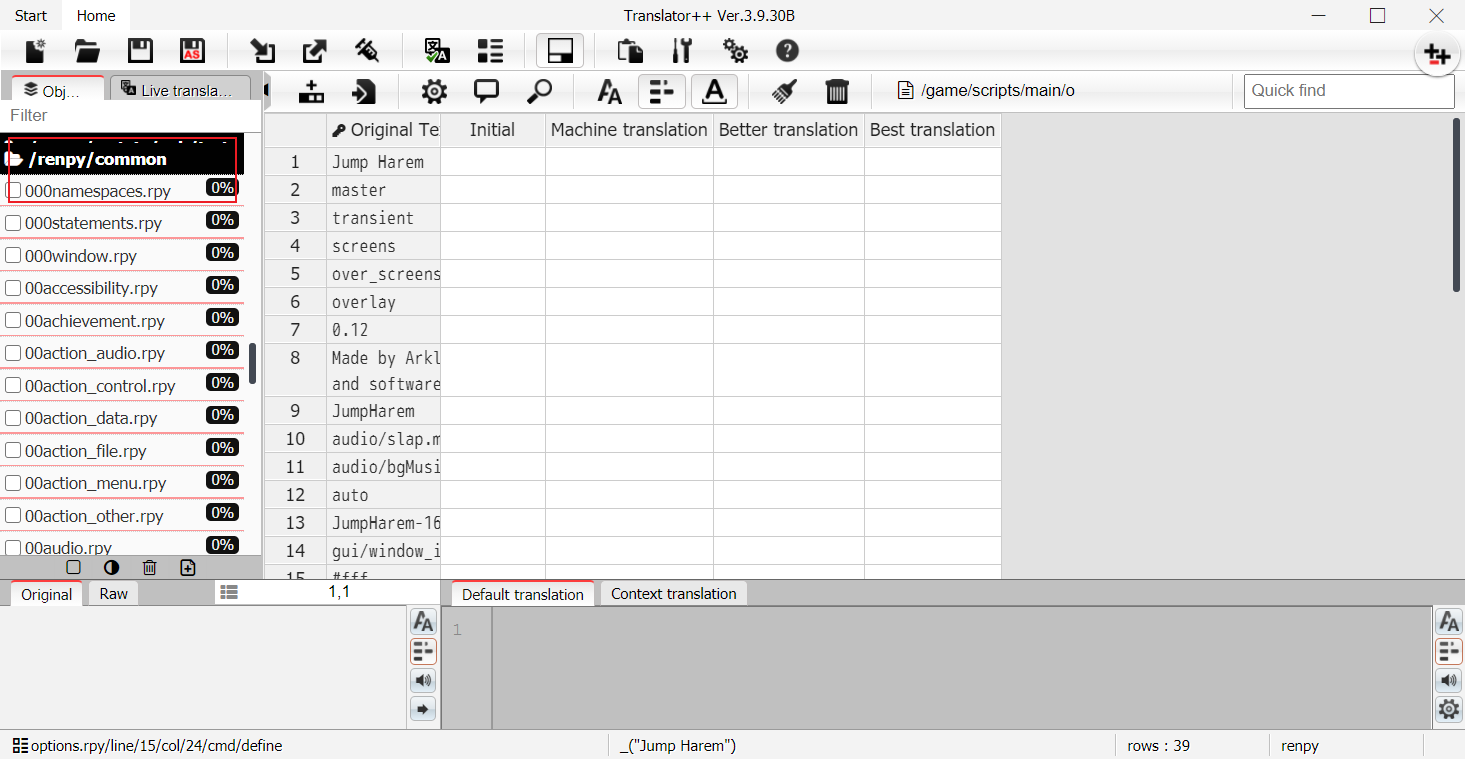 Start Home Translator++ Ver.3.9.30B
AS
Obj... Live transla... /game/scripts/main/o Quick find
Filter
/renpy/common
000namespaces.rpy 0%
000statements.rpy 0%
000window.rpy 0%
00accessibility.rpy 0%
00achievement.rpy 0%
00action_audio.rpy 0%
00action_control.rpy 0%
00action_data.rpy 0%
00action_file.rpy 0%
00action_menu.rpy 0%
00action_other.rpy 0%
00audio.rpy 0%
Original Te Initial Machine translation Better translation Best translation
1 Jump Harem
2 master
3 transient
4 screens
5 over_screens
6 overlay
7 0.12
8 Made by Arkl
and software
9 JumpHarem
10 audio/slap.m
11 audio/bgMusi
12 auto
13 JumpHarem-16
14 gui/window_i
15 #fff
Original Raw 1,1 Default translation Context translation
1
options.rpy/line/15/col/24/cmd/define _("Jump Harem") rows : 39 renpy